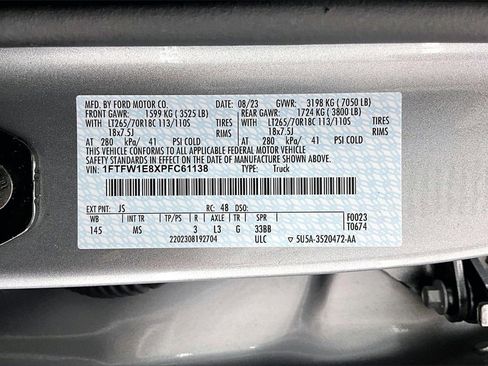 MFD. BY FORD MOTOR CO. 08/23 GVWR: 3198 KG ( 7050 LB)
FRONT GAWR: 1599 KG ( 3525 LB) REAR GAWR: 1724 KG ( 3800 LB)
LT265/70R18C 113/110S TIRES LT265/70R18C 113/110S TIRES
18x7.5J RIMS 18x7.5J RIMS
AT 280 kPa/ 41 PSI COLD AT 280 kPa/ 41 PSI COLD
THIS VEHICLE CONFORMS TO ALL APPLICABLE FEDERAL MOTOR VEHICLE
SAFETY STANDARDS IN EFFECT ON THE DATE OF MANUFACTURE SHOWN ABOVE.
VIN: 1FTFW1E8XPFC61138 TYPE: Truck
EXT PNT: JS RC: 48 DSO:
WB INT TR TP/PS R AXLE TR SPR F0023
145 MS 3 L3 G 33BB T0674
2202308192704 ULC 5U5A-3520472-AA